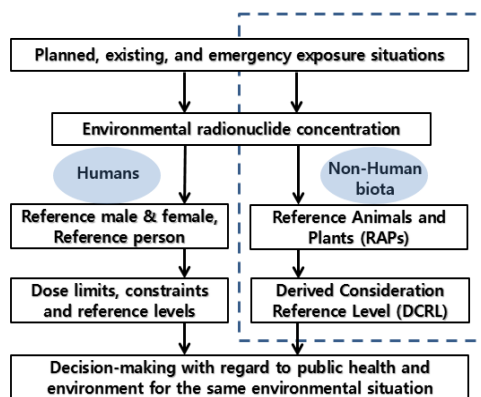 Planned, existing, and emergency exposure situations
Environmental radionuclide concentration
Humans
Non-Human
biota
Reference male & female,
Reference person
Reference Animals and
Plants (RAPs)
Dose limits, constraints
and reference levels
Derived Consideration
Reference Level (DCRL)
Decision-making with regard to public health and
environment for the same environmental situation